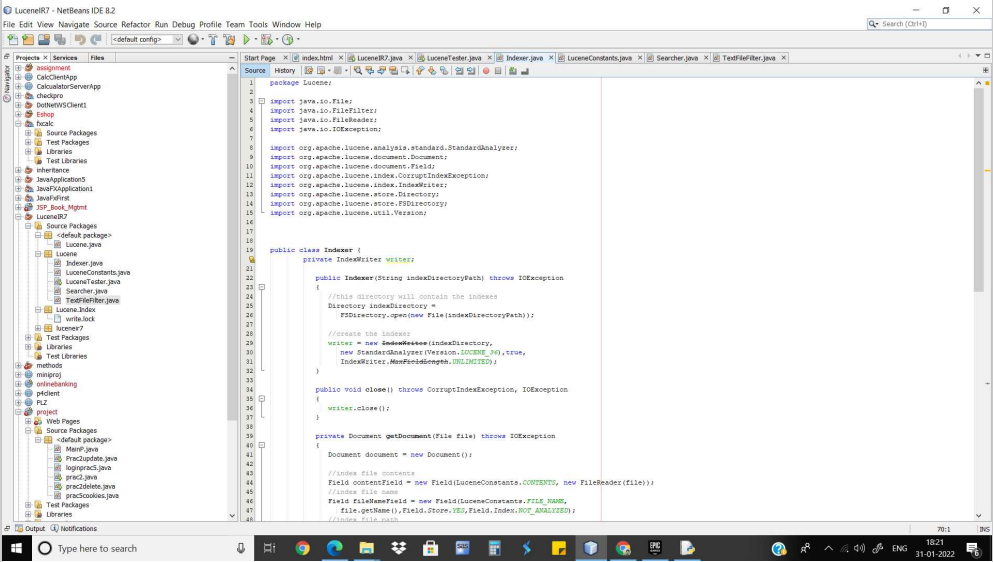 LuceneIR7 - NetBeans IDE 8.2
File Edit View Navigate Source Refactor Run Debug Profile Team Tools Window Help
Search (Ctrl+I)
<default config>
Projects Services Files
Navigator
assignment
CalcClientApp
CalcualatorServerApp
checkpro
DotNetWSClient1
Eshop
fxcalc
Source Packages
Test Packages
Libraries
Test Libraries
inheritance
JavaApplication5
JavaFXApplication1
JavaFxFirst
JSP_Book_Mgtmt
LuceneIR7
Source Packages
<default package>
Lucene.java
Lucene
Indexer.java
LuceneConstants.java
LuceneTester.java
Searcher.java
TextFileFilter.java
Lucene.Index
write.lock
luceneir7
Test Packages
Libraries
Test Libraries
methods
miniproj
onlinebanking
p4client
PLZ
project
Web Pages
Source Packages
<default package>
MainP.java
Prac2update.java
loginprac5.java
prac2.java
prac2delete.java
prac5cookies.java
Test Packages
Libraries
Start Page index.html LuceneIR7.java LuceneTester.java Indexer.java LuceneConstants.java Searcher.java TextFileFilter.java
Source History
1 package Lucene;
2
3 import java.io.File;
4 import java.io.FileFilter;
5 import java.io.FileReader;
6 import java.io.IOException;
7
8 import org.apache.lucene.analysis.standard.StandardAnalyzer;
9 import org.apache.lucene.document.Document;
10 import org.apache.lucene.document.Field;
11 import org.apache.lucene.index.CorruptIndexException;
12 import org.apache.lucene.index.IndexWriter;
13 import org.apache.lucene.store.Directory;
14 import org.apache.lucene.store.FSDirectory;
15 import org.apache.lucene.util.Version;
16
17
18
19 public class Indexer {
private IndexWriter writer;
21
22 public Indexer(String indexDirectoryPath) throws IOException
23 {
24 //this directory will contain the indexes
25 Directory indexDirectory =
26 FSDirectory.open(new File(indexDirectoryPath));
27
28 //create the indexer
29 writer = new IndexWriter(indexDirectory,
30 new StandardAnalyzer(Version.LUCENE_36),true,
31 IndexWriter.MaxFieldLength.UNLIMITED);
32 }
33
34 public void close() throws CorruptIndexException, IOException
35 {
36 writer.close();
37 }
38
39 private Document getDocument(File file) throws IOException
40 {
41 Document document = new Document();
42
43 //index file contents
44 Field contentField = new Field(LuceneConstants.CONTENTS, new FileReader(file));
45 //index file name
46 Field fileNameField = new Field(LuceneConstants.FILE_NAME,
47 file.getName(),Field.Store.YES,Field.Index.NOT_ANALYZED);
48 //index file path
Output Notifications
70:1 INS
Type here to search
EPIC
ENG
18:21
31-01-2022
6